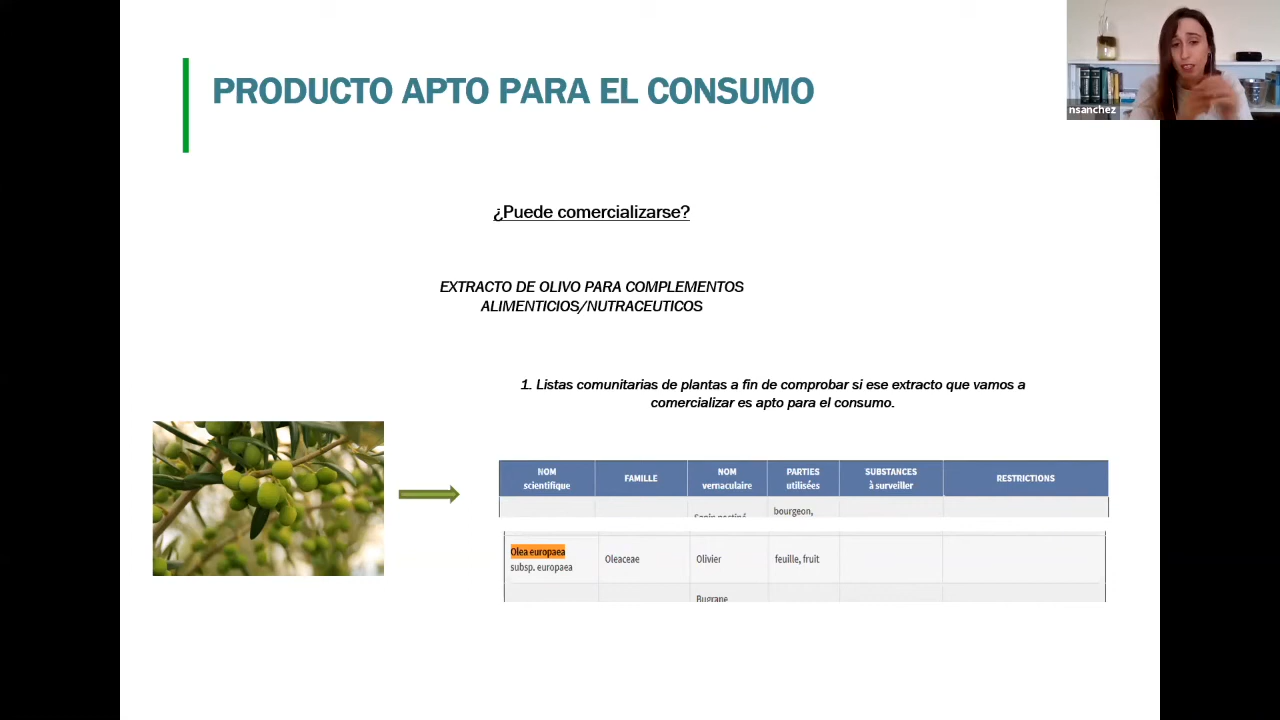 PRODUCTO APTO PARA EL CONSUMO
nsanchez
¿Puede comercializarse?
EXTRACTO DE OLIVO PARA COMPLEMENTOS
ALIMENTICIOS/NUTRACEUTICOS
1. Listas comunitarias de plantas a fin de comprobar si ese extracto que vamos a
comercializar es apto para el consumo.
NOM scientifique FAMILLE NOM vernaculaire PARTIES utilisées SUBSTANCES à surveiller RESTRICTIONS
bourgeon,
Olea europaea subsp. europaea Oleaceae Olivier feuille, fruit
Bugrane